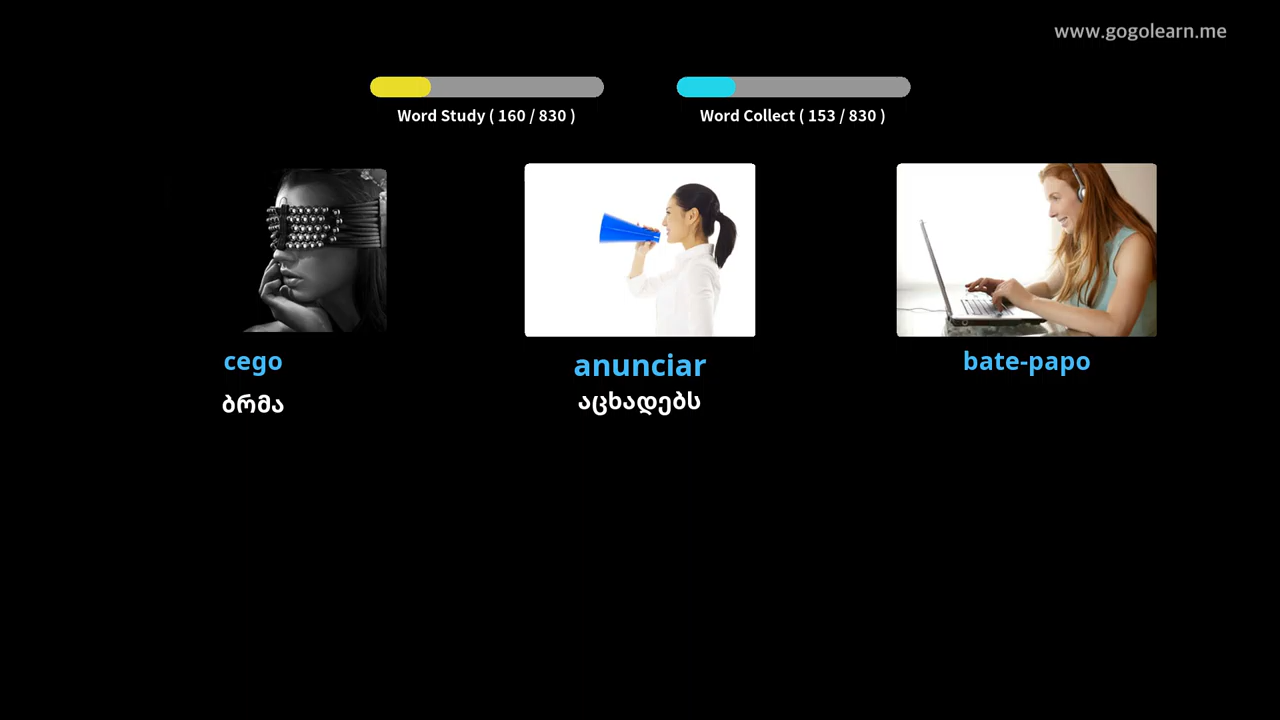 www.gogolearn.me
Word Study ( 160 / 830 )
Word Collect ( 153 / 830 )
cego
anunciar
bate-papo
ბრმა
აცხადებს